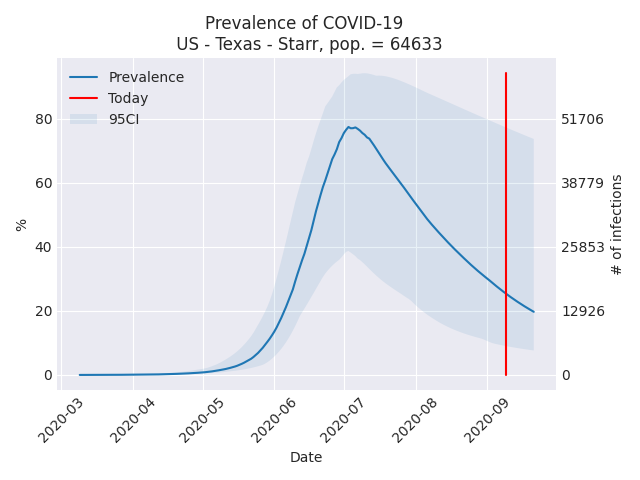 Prevalence of COVID-19
US - Texas - Starr, pop. = 64633
Prevalence
Today
95CI
80
60
40
20
0
%
51706
38779
25853
12926
0
# of infections
2020-03
2020-04
2020-05
2020-06
2020-07
2020-08
2020-09
Date